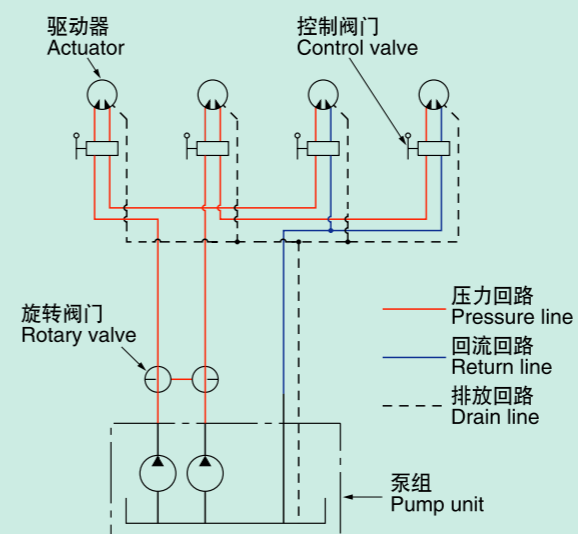 驱动器
Actuator
控制阀门
Control valve
旋转阀门
Rotary valve
压力回路
Pressure line
回流回路
Return line
排放回路
Drain line
泵组
Pump unit